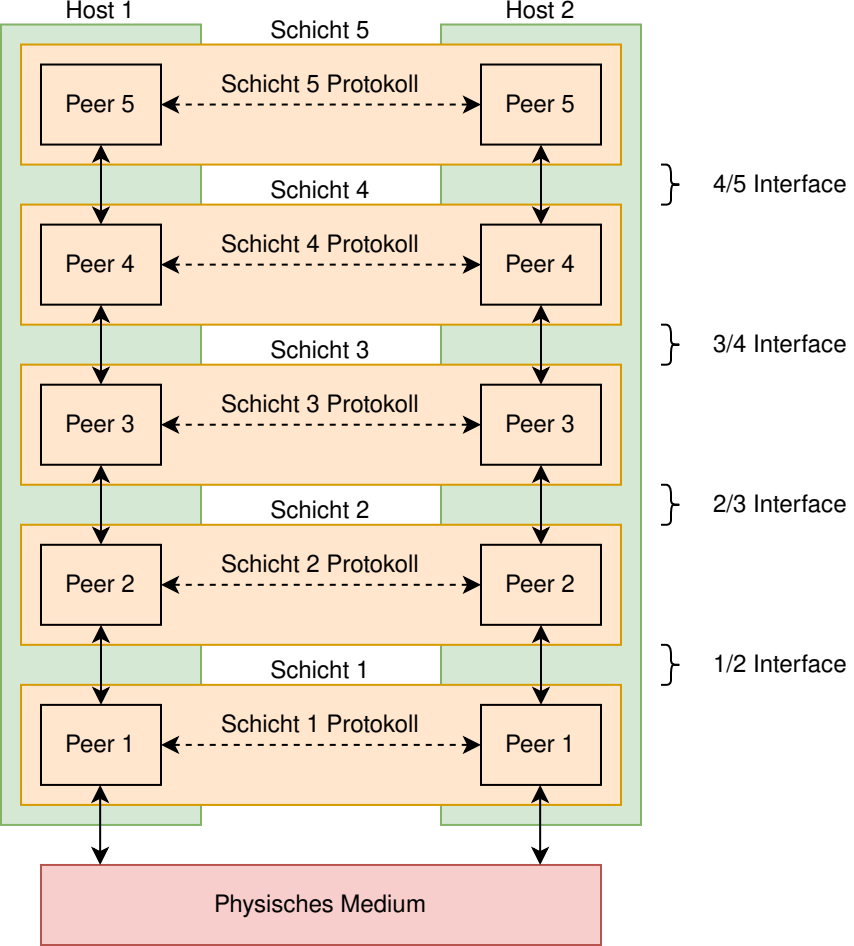 Host 1
Host 2
Schicht 5
Schicht 5 Protokoll
Peer 5
Peer 5
4/5 Interface
Schicht 4
Schicht 4 Protokoll
Peer 4
Peer 4
3/4 Interface
Schicht 3
Schicht 3 Protokoll
Peer 3
Peer 3
2/3 Interface
Schicht 2
Schicht 2 Protokoll
Peer 2
Peer 2
1/2 Interface
Schicht 1
Schicht 1 Protokoll
Peer 1
Peer 1
Physisches Medium